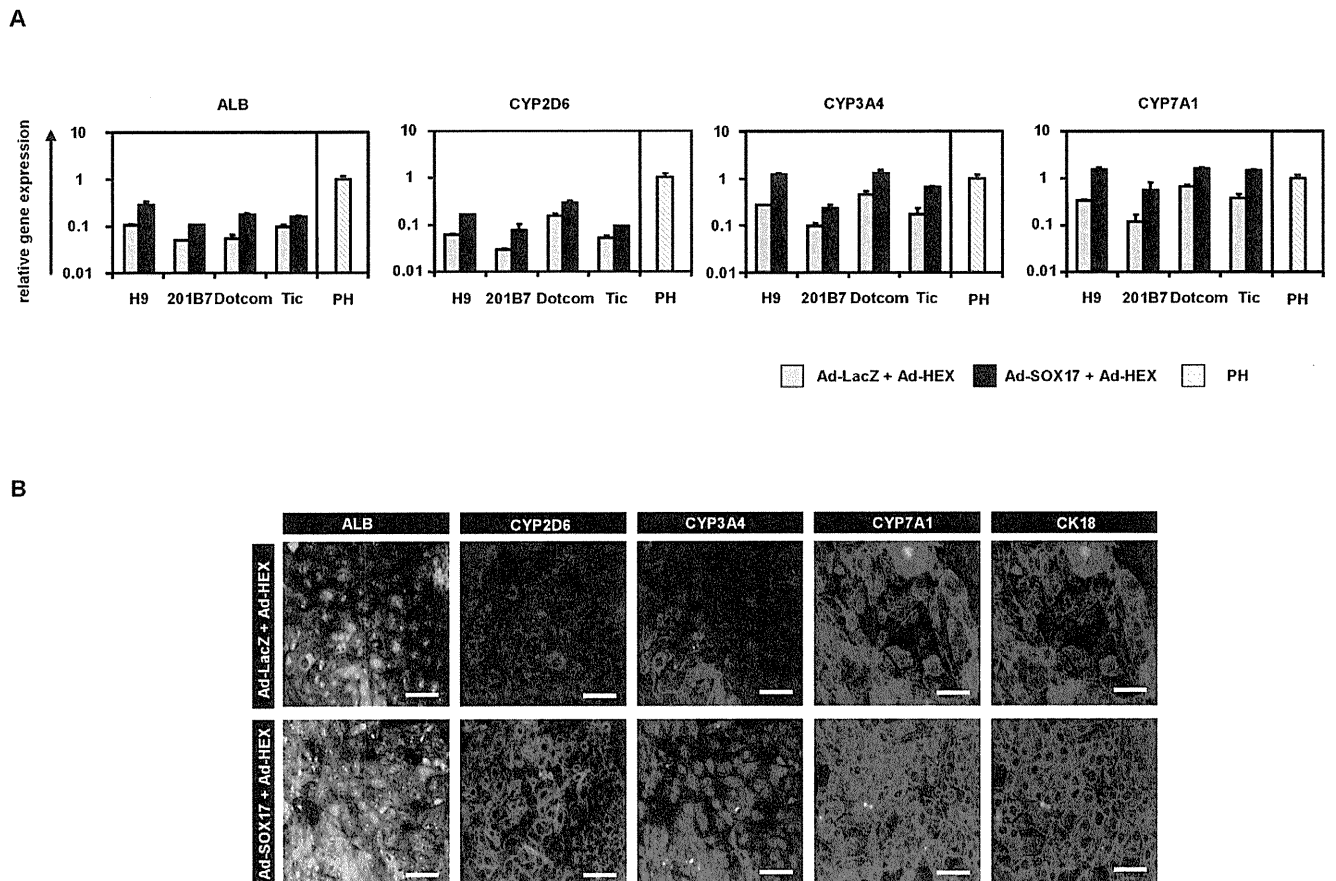 A
ALB
CYP2D6
CYP3A4
CYP7A1
relative gene expression
10
1
0.1
0.01
10
1
0.1
0.01
10
1
0.1
0.01
10
1
0.1
0.01
H9 201B7 Dotcom Tic PH
H9 201B7 Dotcom Tic PH
H9 201B7 Dotcom Tic PH
H9 201B7 Dotcom Tic PH
Ad-LacZ + Ad-HEX
Ad-SOX17 + Ad-HEX
PH
B
ALB
CYP2D6
CYP3A4
CYP7A1
CK18
Ad-LacZ + Ad-HEX
Ad-SOX17 + Ad-HEX